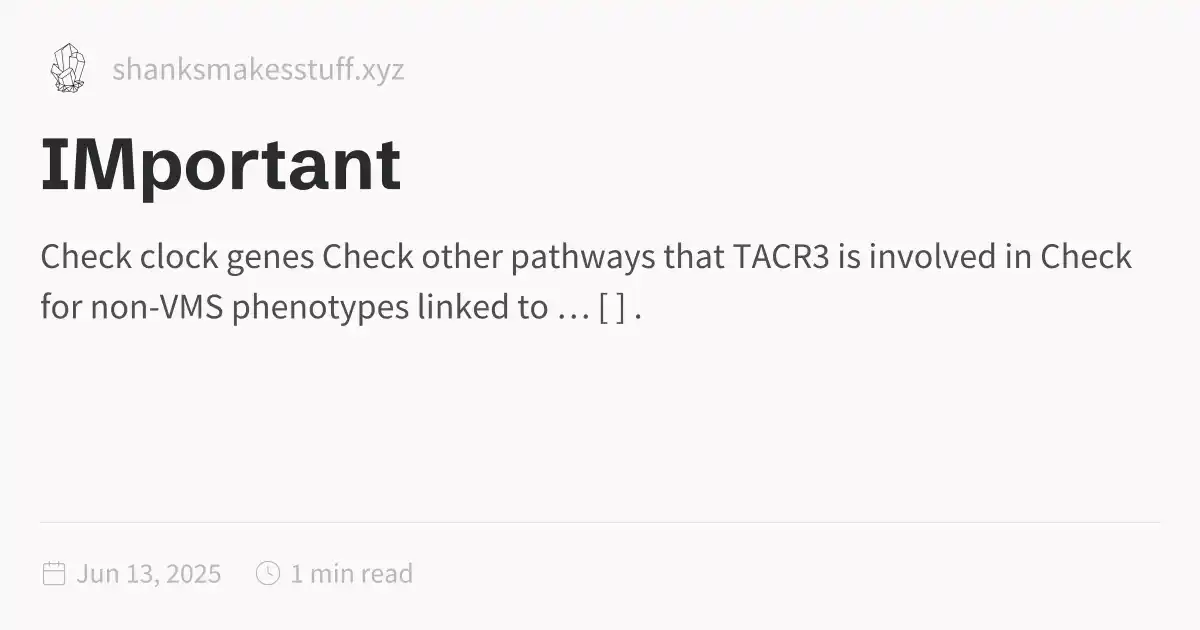 shanksmakesstuff.xyz
IMportant
Check clock genes Check other pathways that TACR3 is involved in Check
for non-VMS phenotypes linked to … [ ] .
Jun 13, 2025 1 min read